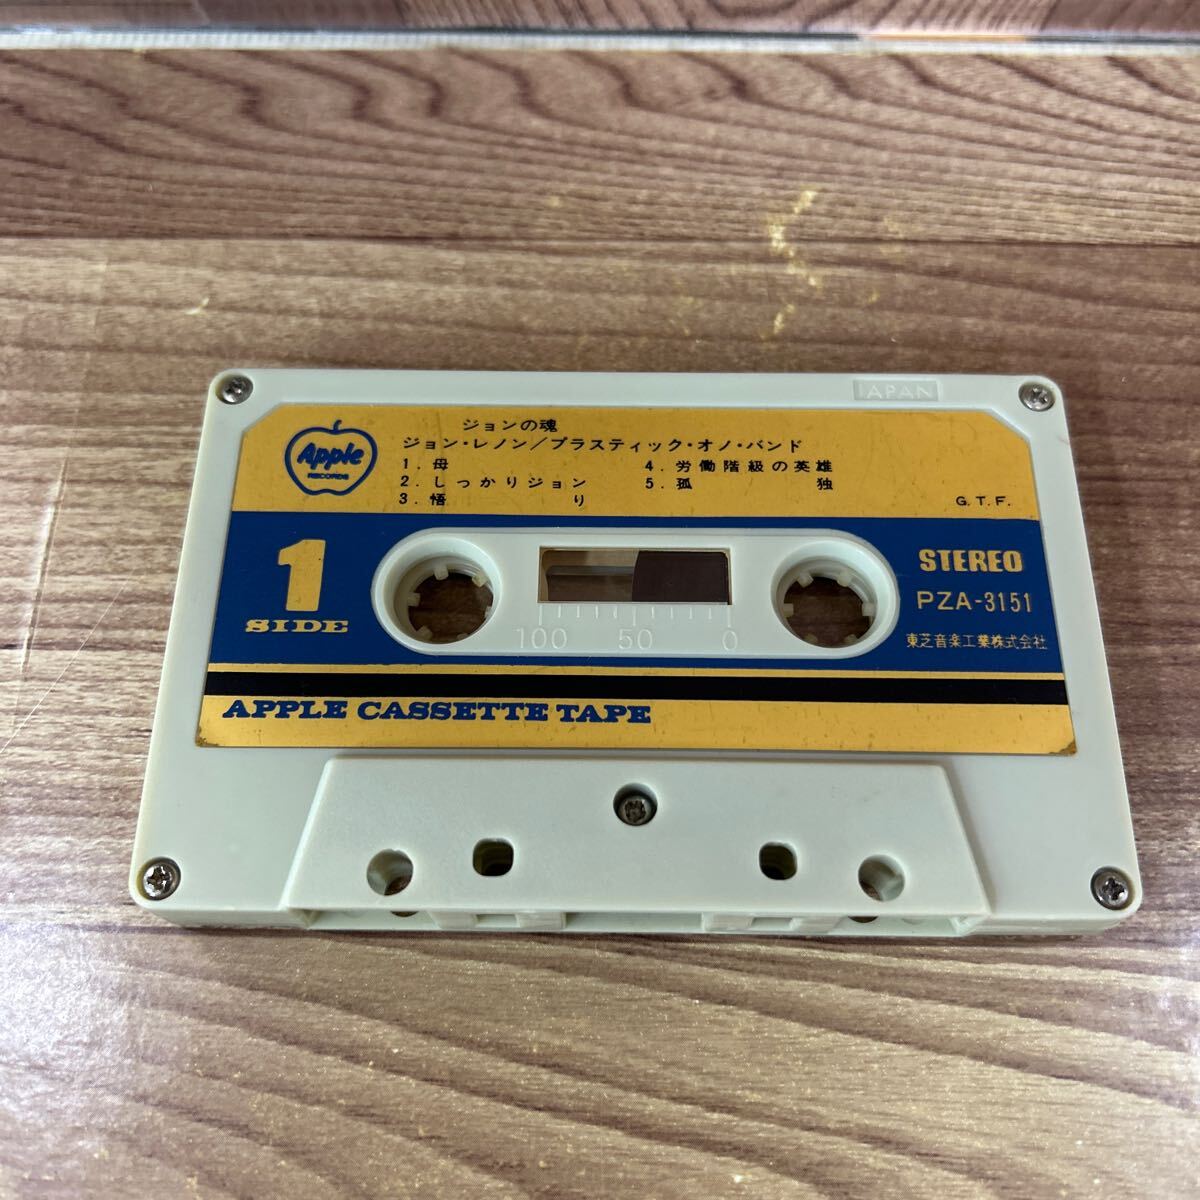 JAPAN
Apple
RECORDS
ジョンの魂
ジョン・レノン/プラスティック・オノ・バンド
1. 母
2. しっかりジョン
3. 悟り
4. 労働階級の英雄
5. 孤独
G. T. F.
1
SIDE
100 50 0
STEREO
PZA-3151
東芝音楽工業株式会社
APPLE CASSETTE TAPE